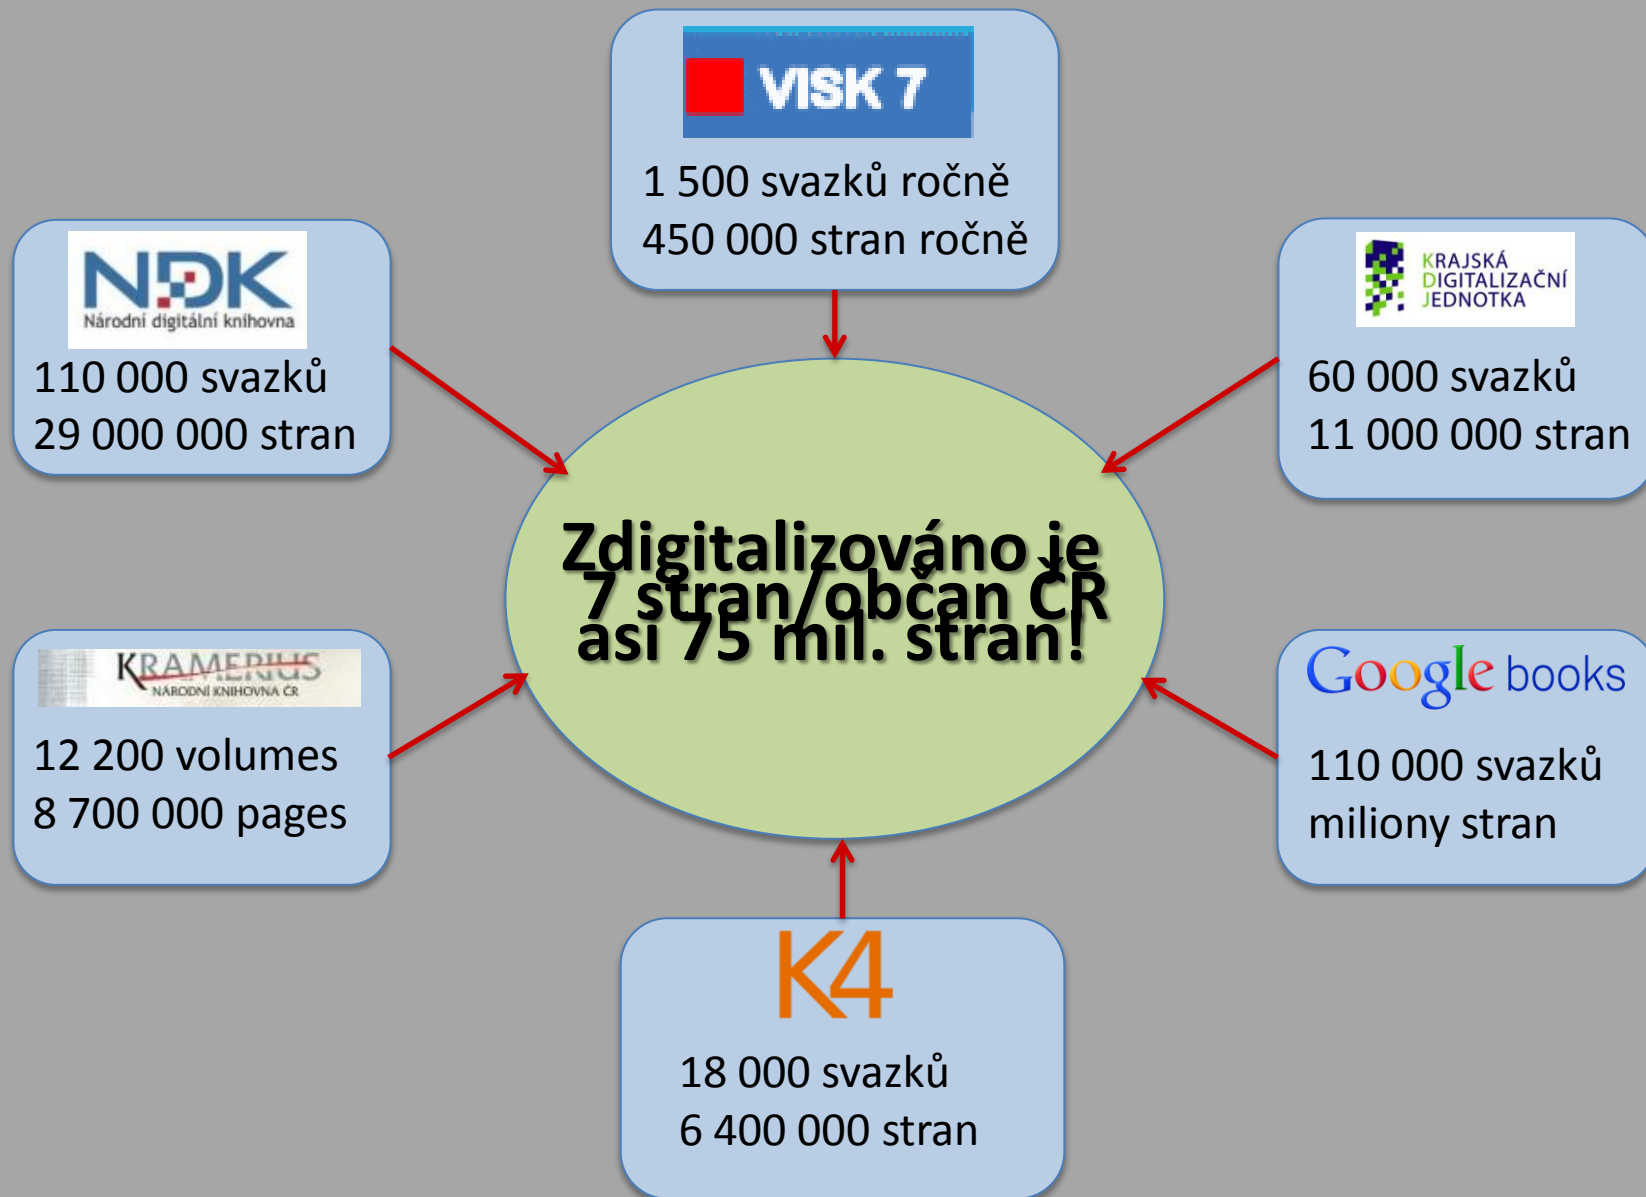 VISK 7
1 500 svazků ročně
450 000 stran ročně
NDK
Národní digitální knihovna
110 000 svazků
29 000 000 stran
KRAJSKÁ
DIGITALIZAČNÍ
JEDNOTKA
60 000 svazků
11 000 000 stran
Zdigitalizováno je
7 stran/občan ČR
asi 75 mil. stran!
KRAMERIUS
NÁRODNÍ KNIHOVNA ČR
12 200 volumes
8 700 000 pages
Google books
110 000 svazků
miliony stran
K4
18 000 svazků
6 400 000 stran